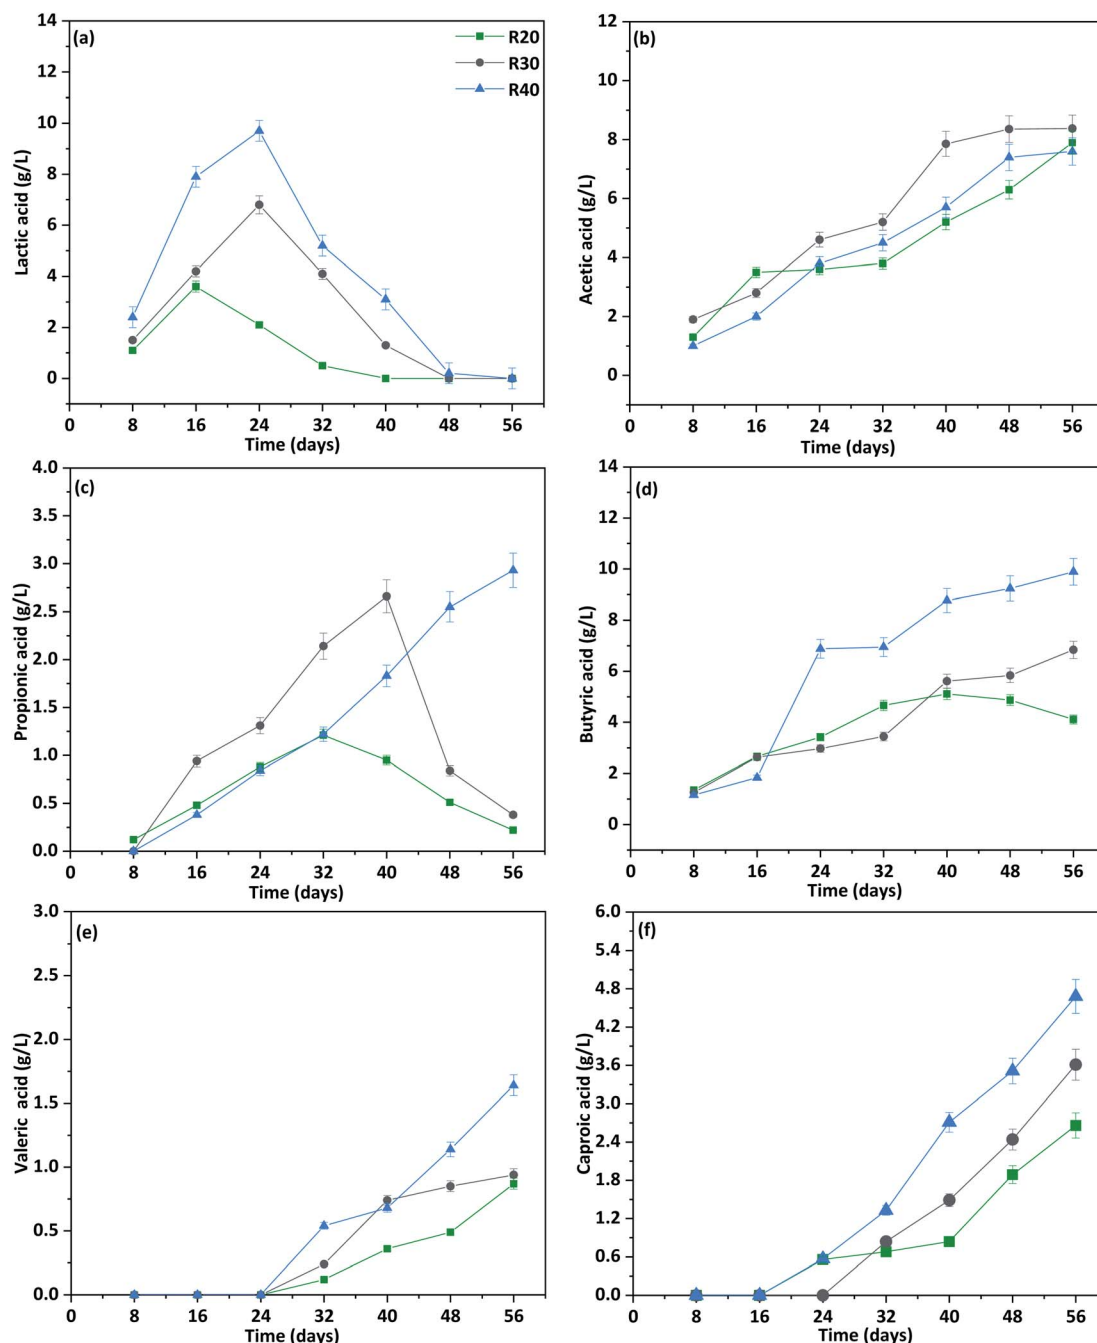 (a)
R20
R30
R40
Lactic acid (g/L)
14
12
10
8
6
4
2
0
0 8 16 24 32 40 48 56
Time (days)
(b)
Acetic acid (g/L)
12
10
8
6
4
2
0
0 8 16 24 32 40 48 56
Time (days)
(c)
Propionic acid (g/L)
4.0
3.5
3.0
2.5
2.0
1.5
1.0
0.5
0.0
0 8 16 24 32 40 48 56
Time (days)
(d)
Butyric acid (g/L)
14
12
10
8
6
4
2
0
0 8 16 24 32 40 48 56
Time (days)
(e)
Valeric acid (g/L)
3.0
2.5
2.0
1.5
1.0
0.5
0.0
0 8 16 24 32 40 48 56
Time (days)
(f)
Caproic acid (g/L)
6.0
5.4
4.8
4.2
3.6
3.0
2.4
1.8
1.2
0.6
0.0
0 8 16 24 32 40 48 56
Time (days)